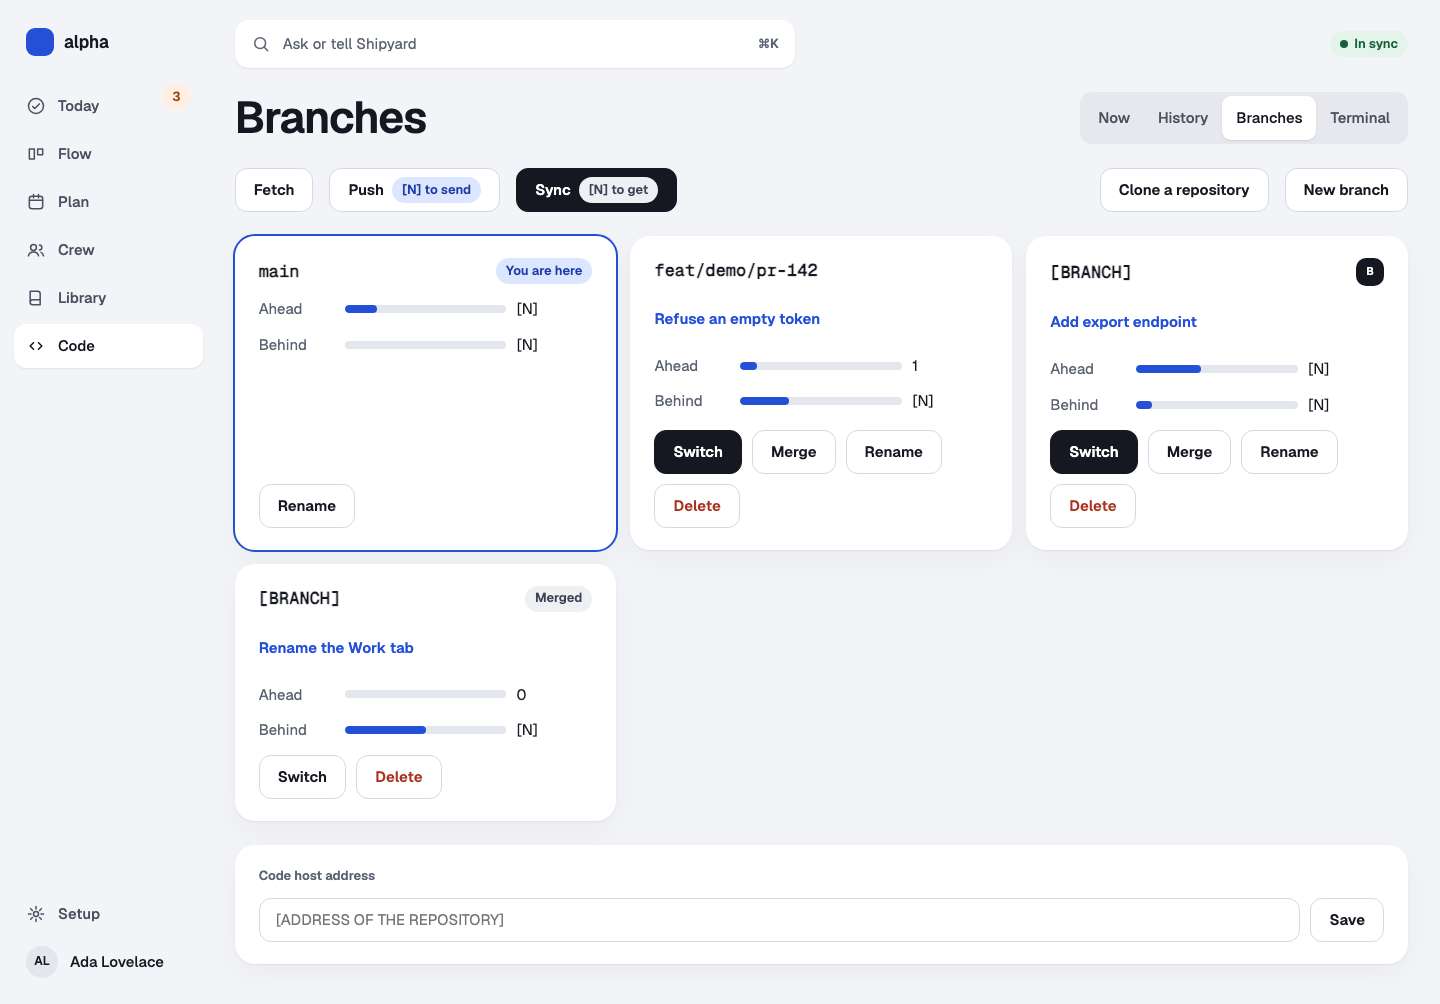 alpha
Ask or tell Shipyard
⌘K
In sync
Today
3
Flow
Plan
Crew
Library
Code
Setup
AL
Ada Lovelace
Branches
Now
History
Branches
Terminal
Fetch
Push [N] to send
Sync [N] to get
Clone a repository
New branch
main
You are here
Ahead
[N]
Behind
[N]
Rename
feat/demo/pr-142
Refuse an empty token
Ahead
1
Behind
[N]
Switch
Merge
Rename
Delete
[BRANCH]
B
Add export endpoint
Ahead
[N]
Behind
[N]
Switch
Merge
Rename
Delete
[BRANCH]
Merged
Rename the Work tab
Ahead
0
Behind
[N]
Switch
Delete
Code host address
[ADDRESS OF THE REPOSITORY]
Save